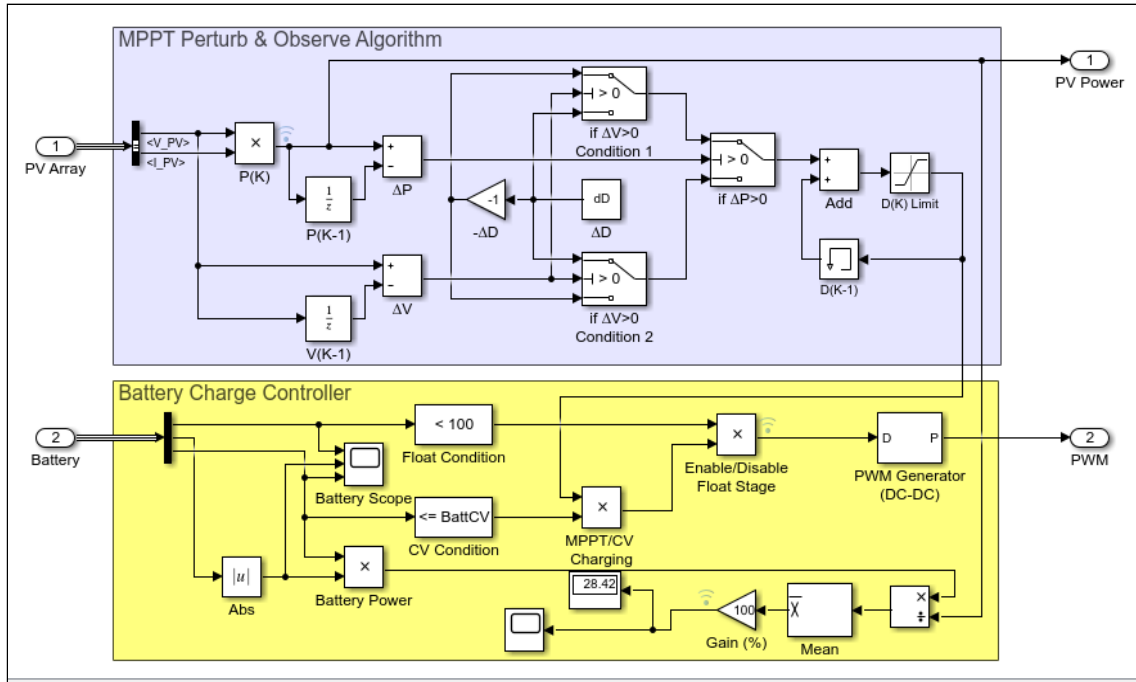 MPPT Perturb & Observe Algorithm
1
PV Power
1
PV Array
<V_PV>
<I_PV>
×
P(K)
1
z
P(K-1)
+
−
ΔP
> 0
if ΔV>0
Condition 1
-1
-ΔD
dD
ΔD
> 0
if ΔP>0
+
+
Add
D(K) Limit
D(K-1)
1
z
V(K-1)
+
−
ΔV
> 0
if ΔV>0
Condition 2
Battery Charge Controller
2
Battery
< 100
Float Condition
Battery Scope
×
Enable/Disable
Float Stage
D P
PWM Generator
(DC-DC)
2
PWM
<= BattCV
CV Condition
×
MPPT/CV
Charging
|u|
Abs
×
Battery Power
28.42
100
Gain (%)
X
Mean
×
÷